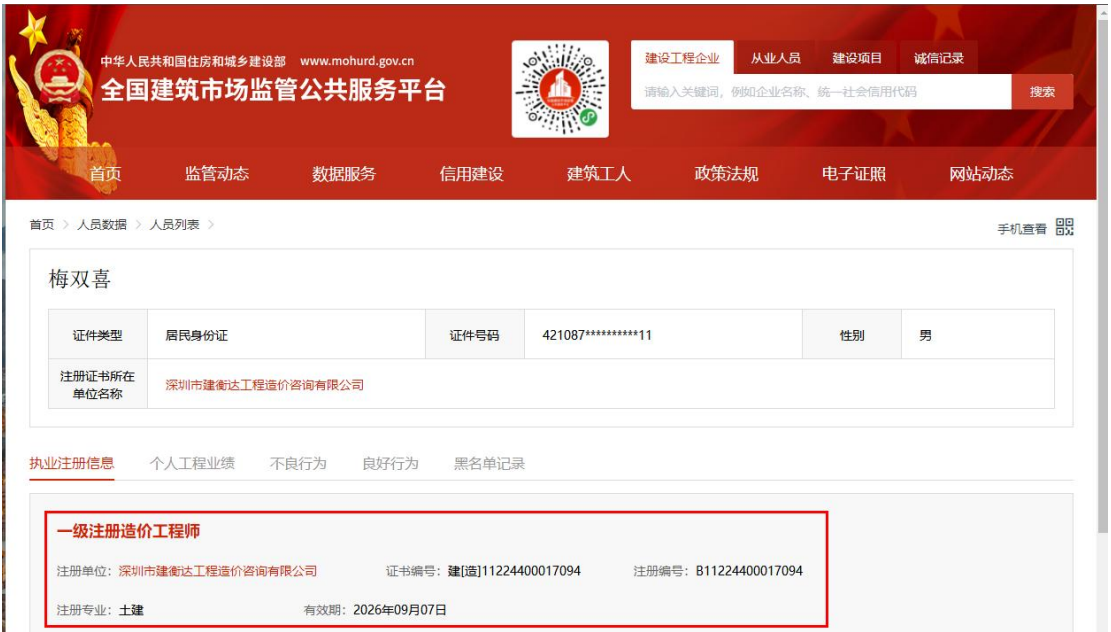 中华人民共和国住房和城乡建设部 www.mohurd.gov.cn
全国建筑市场监管公共服务平台
建设工程企业 从业人员 建设项目 诚信记录
请输入关键词，例如企业名称、统一社会信用代码 搜索
首页 监管动态 数据服务 信用建设 建筑工人 政策法规 电子证照 网站动态
首页 > 人员数据 > 人员列表 >
手机查看
梅双喜
证件类型 居民身份证 证件号码 421087**********11 性别 男
注册证书所在
单位名称
深圳市建衡达工程造价咨询有限公司
执业注册信息 个人工程业绩 不良行为 良好行为 黑名单记录
一级注册造价工程师
注册单位：深圳市建衡达工程造价咨询有限公司 证书编号：建[造]11224400017094 注册编号：B11224400017094
注册专业：土建 有效期：2026年09月07日